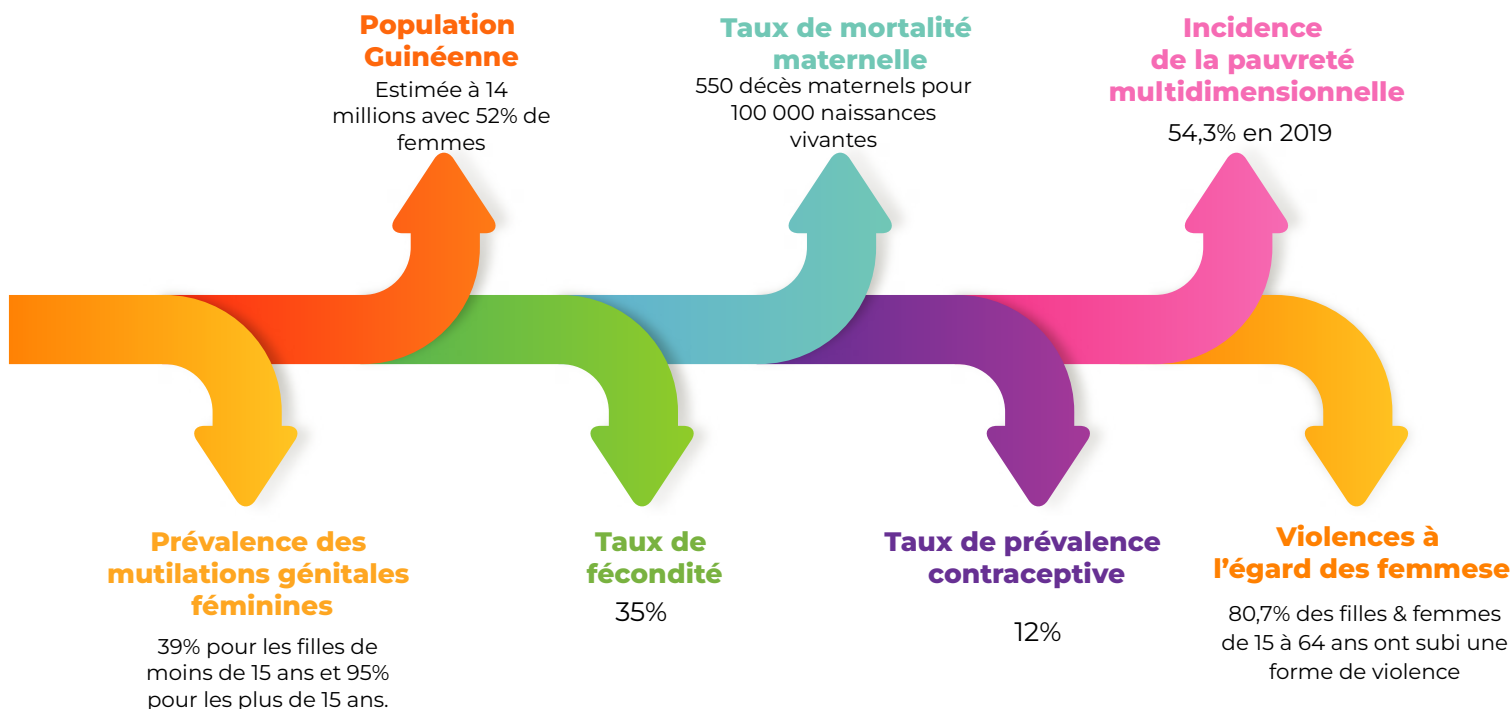 Population
Guinéenne
Estimée à 14
millions avec 52% de
femmes
Taux de mortalité
maternelle
550 décès maternels pour
100 000 naissances
vivantes
Incidence
de la pauvreté
multidimensionnelle
54,3% en 2019
Prévalence des
mutilations génitales
féminines
39% pour les filles de
moins de 15 ans et 95%
pour les plus de 15 ans.
Taux de
fécondité
35%
Taux de prévalence
contraceptive
12%
Violences à
l’égard des femmese
80,7% des filles & femmes
de 15 à 64 ans ont subi une
forme de violence